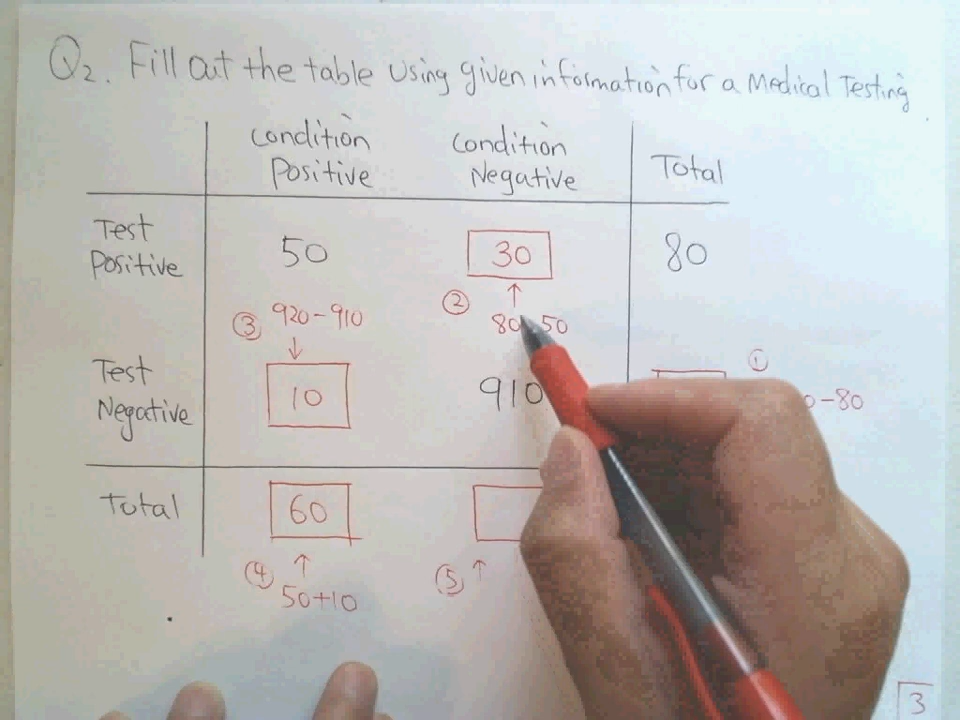 Q2. Fill out the table using given information for a Medical Testing.
Condition Positive Condition Negative Total
Test Positive 50 30 80
③ 920-910 ② ↑ 80-50
↓ ①
Test Negative 10 910 0-80
Total 60
④ ↑ 50+10 ⑤ ↑
3